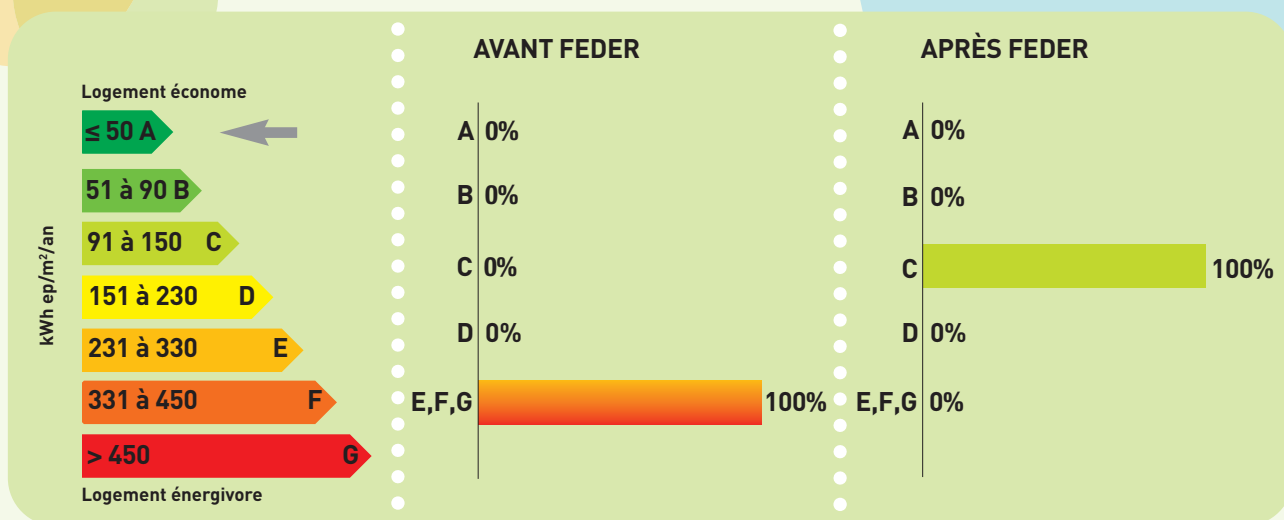 Logement économe
≤ 50 A
51 à 90 B
91 à 150 C
151 à 230 D
231 à 330 E
331 à 450 F
> 450 G
Logement énergivore
kWh ep/m²/an
AVANT FEDER
A 0%
B 0%
C 0%
D 0%
E,F,G 100%
APRÈS FEDER
A 0%
B 0%
C 100%
D 0%
E,F,G 0%